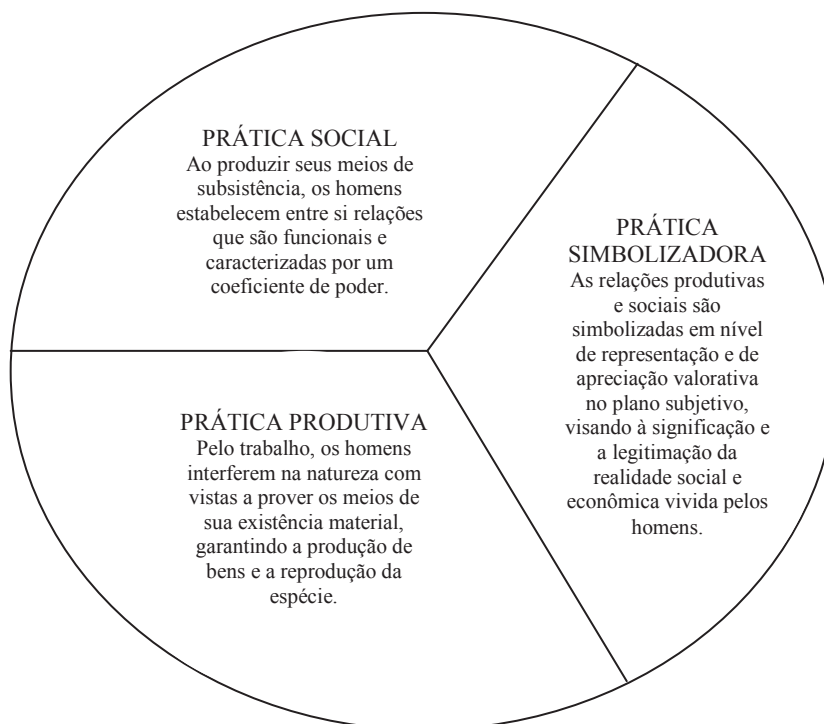 PRÁTICA SOCIAL
Ao produzir seus meios de
subsistência, os homens
estabelecem entre si relações
que são funcionais e
caracterizadas por um
coeficiente de poder.
PRÁTICA
SIMBOLIZADORA
As relações produtivas
e sociais são
simbolizadas em nível
de representação e de
apreciação valorativa
no plano subjetivo,
visando à significação e
a legitimação da
realidade social e
econômica vivida pelos
homens.
PRÁTICA PRODUTIVA
Pelo trabalho, os homens
interferem na natureza com
vistas a prover os meios de
sua existência material,
garantindo a produção de
bens e a reprodução da
espécie.